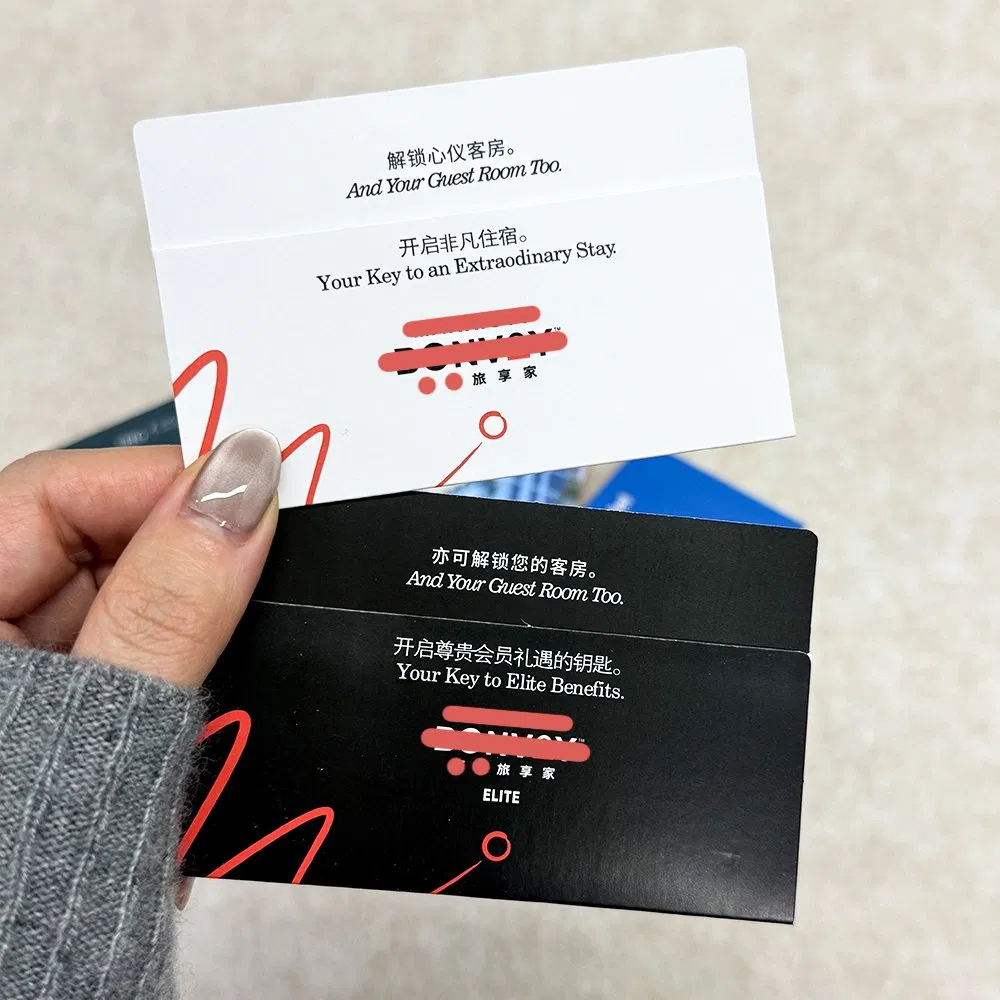 解锁心仪客房。
And Your Guest Room Too.
开启非凡住宿。
Your Key to an Extraodinary Stay.
BONVOY™
旅享家
亦可解锁您的客房。
And Your Guest Room Too.
开启尊贵会员礼遇的钥匙。
Your Key to Elite Benefits.
BONVOY™
旅享家
ELITE